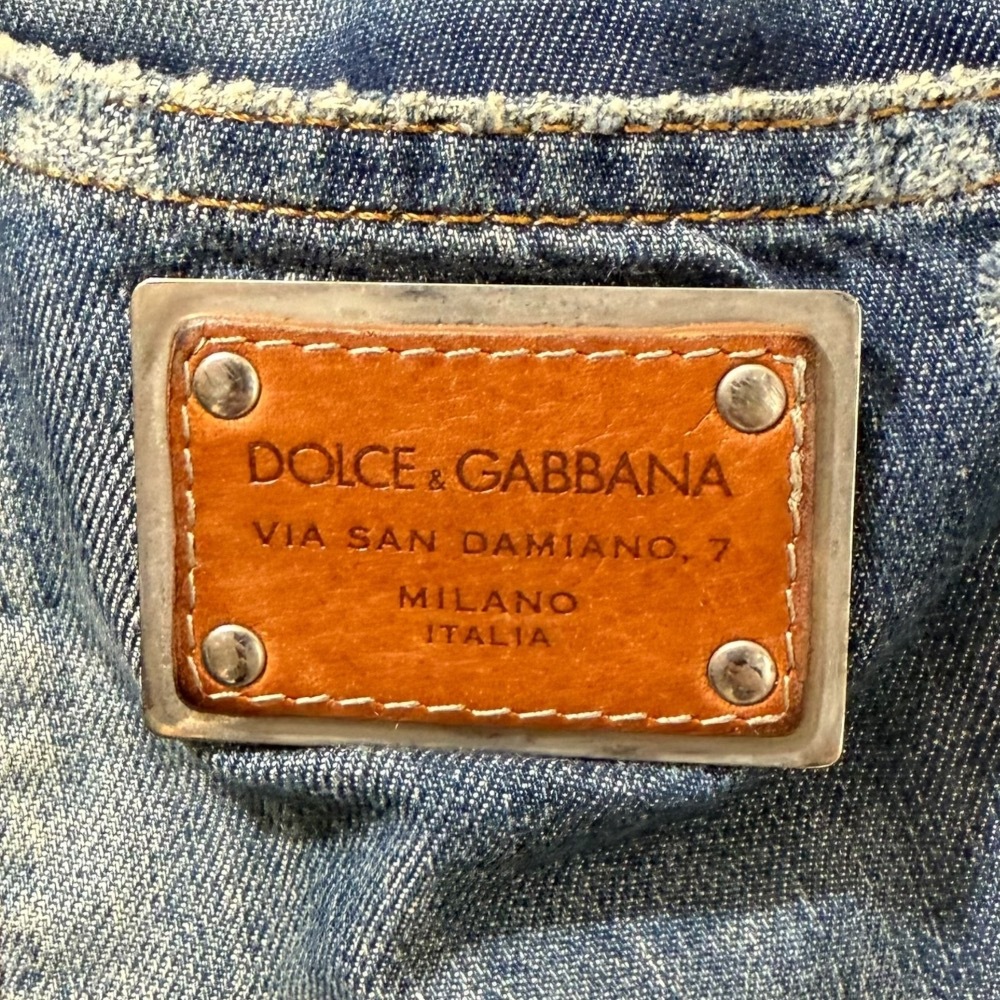 DOLCE & GABBANA
VIA SAN DAMIANO, 7
MILANO
ITALIA